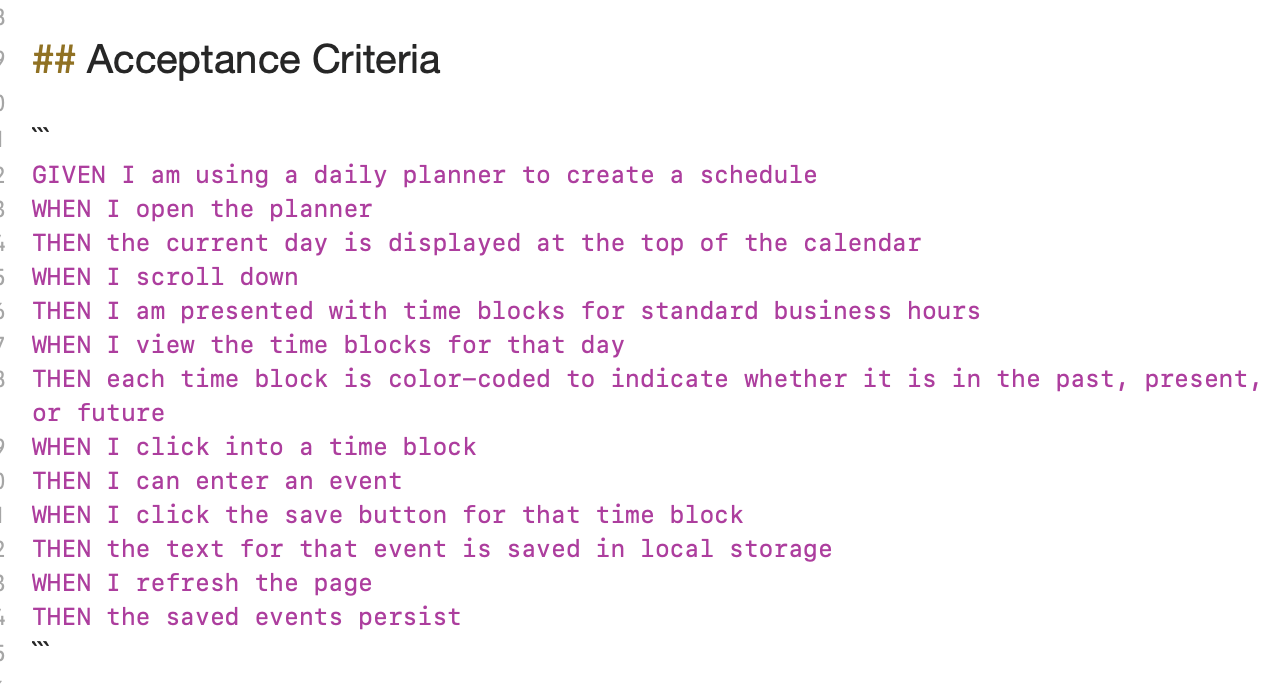 ## Acceptance Criteria
```
GIVEN I am using a daily planner to create a schedule
WHEN I open the planner
THEN the current day is displayed at the top of the calendar
WHEN I scroll down
THEN I am presented with time blocks for standard business hours
WHEN I view the time blocks for that day
THEN each time block is color-coded to indicate whether it is in the past, present,
or future
WHEN I click into a time block
THEN I can enter an event
WHEN I click the save button for that time block
THEN the text for that event is saved in local storage
WHEN I refresh the page
THEN the saved events persist
```